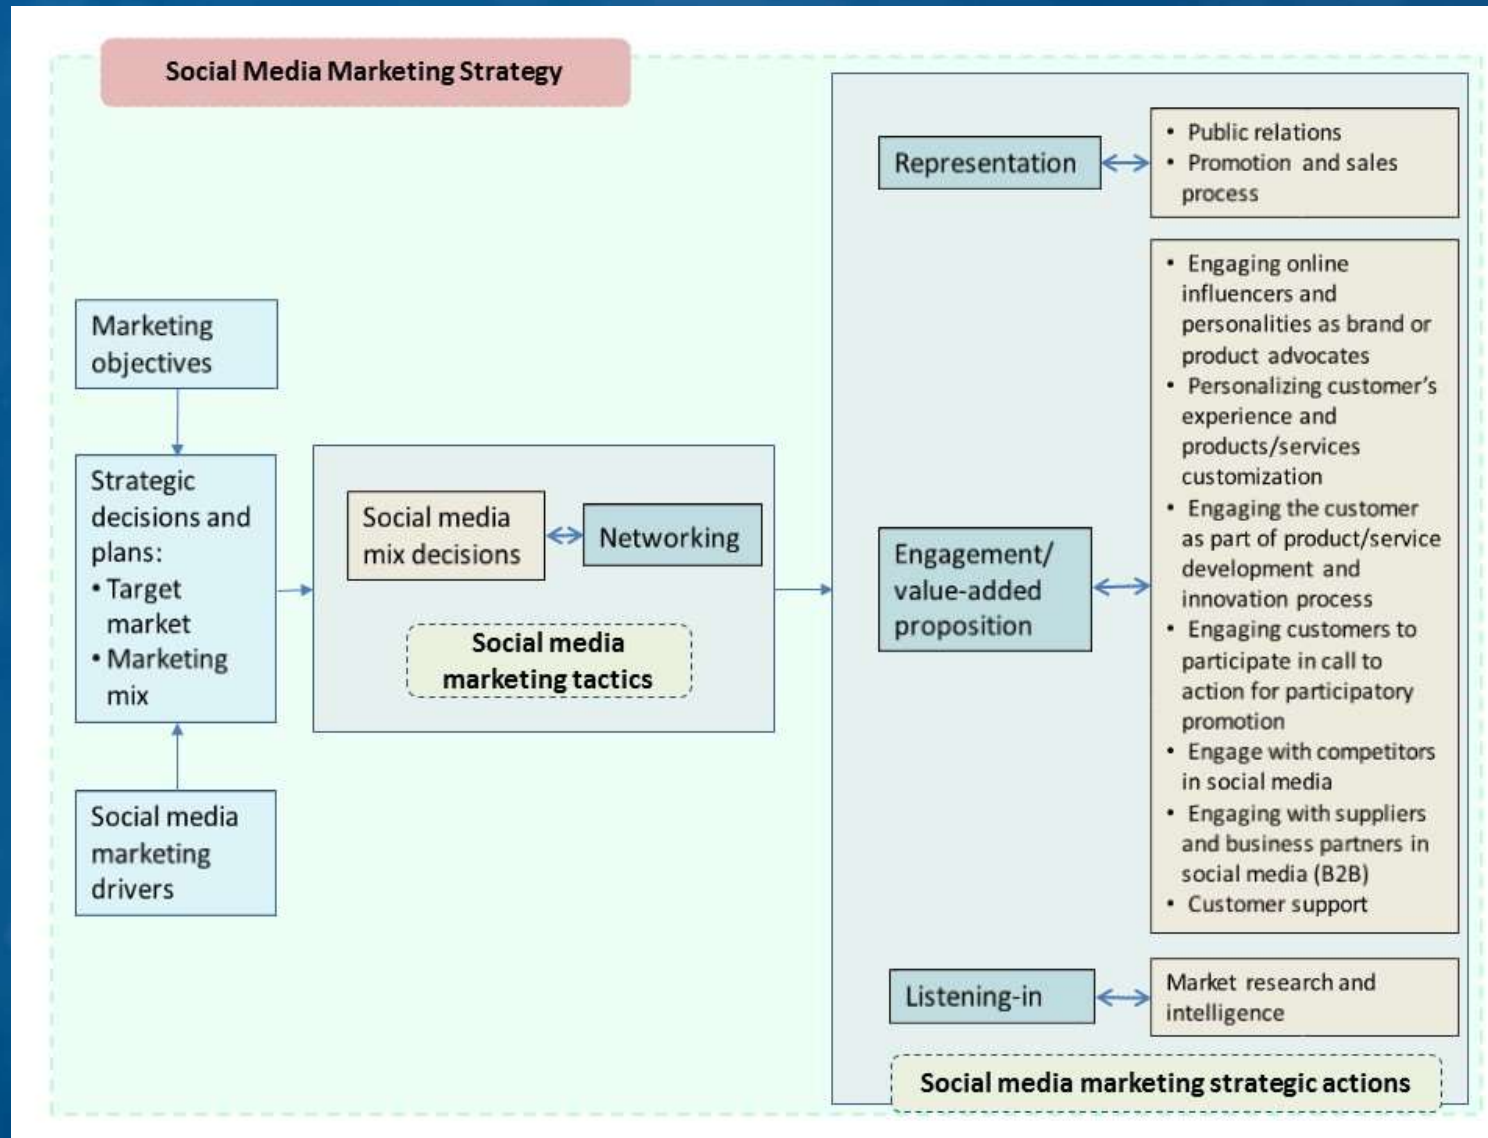 Social Media Marketing Strategy
Marketing
objectives
Strategic
decisions and
plans:
• Target
market
• Marketing
mix
Social media
marketing
drivers
Social media
mix decisions
Networking
Social media
marketing tactics
Representation
• Public relations
• Promotion and sales
process
Engagement/
value-added
proposition
• Engaging online
influencers and
personalities as brand or
product advocates
• Personalizing customer’s
experience and
products/services
customization
• Engaging the customer
as part of product/service
development and
innovation process
• Engaging customers to
participate in call to
action for participatory
promotion
• Engage with competitors
in social media
• Engaging with suppliers
and business partners in
social media (B2B)
• Customer support
Listening-in
Market research and
intelligence
Social media marketing strategic actions